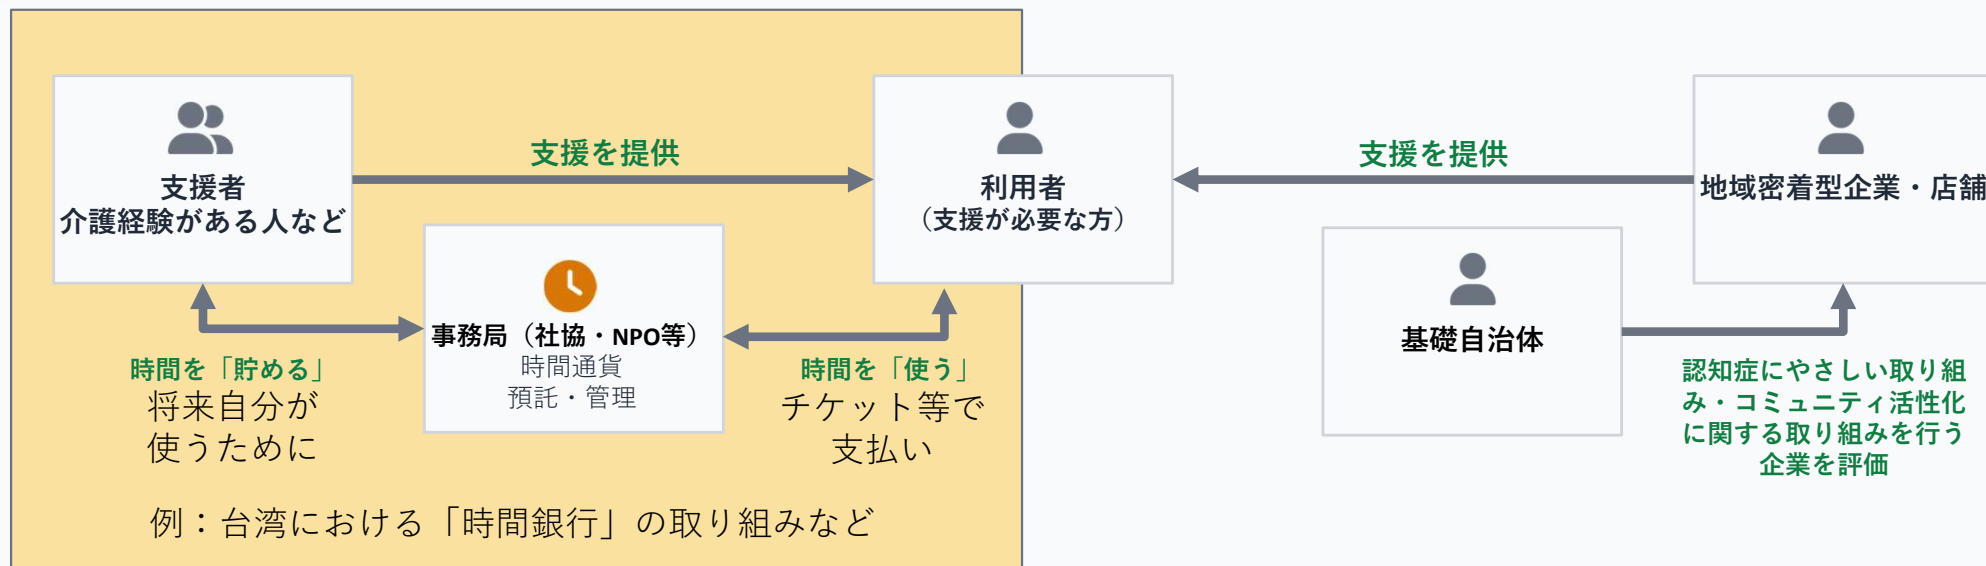 支援者
介護経験がある人など
支援を提供
利用者
（支援が必要な方）
支援を提供
地域密着型企業・店舗
事務局（社協・NPO等）
時間通貨
預託・管理
基礎自治体
時間を「貯める」
将来自分が
使うために
時間を「使う」
チケット等で
支払い
認知症にやさしい取り組
み・コミュニティ活性化
に関する取り組みを行う
企業を評価
例：台湾における「時間銀行」の取り組みなど